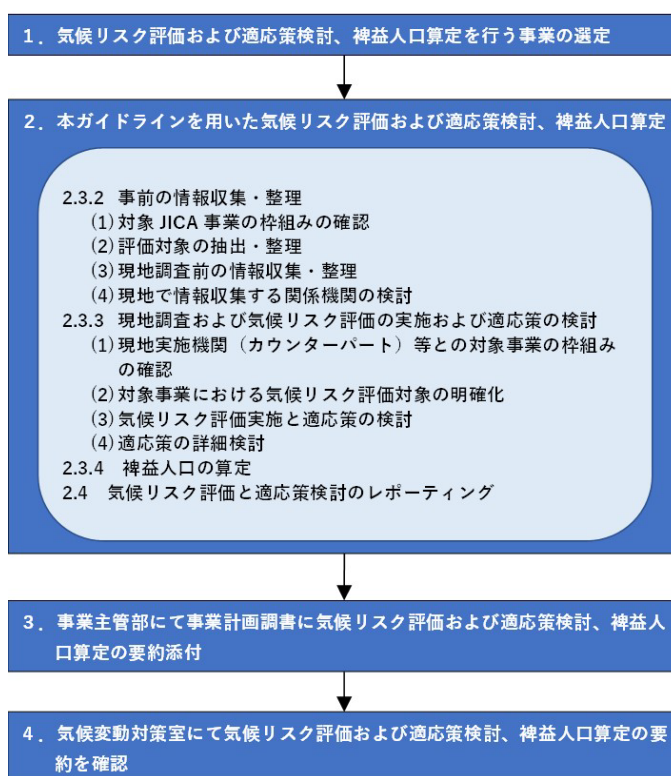 1．気候リスク評価および適応策検討、裨益人口算定を行う事業の選定
2．本ガイドラインを用いた気候リスク評価および適応策検討、裨益人口算定
2.3.2 事前の情報収集・整理
(1)対象 JICA 事業の枠組みの確認
(2)評価対象の抽出・整理
(3)現地調査前の情報収集・整理
(4)現地で情報収集する関係機関の検討
2.3.3 現地調査および気候リスク評価の実施および適応策の検討
(1)現地実施機関（カウンターパート）等との対象事業の枠組み
の確認
(2)対象事業における気候リスク評価対象の明確化
(3)気候リスク評価実施と適応策の検討
(4)適応策の詳細検討
2.3.4 裨益人口の算定
2.4 気候リスク評価と適応策検討のレポーティング
3．事業主管部にて事業計画調書に気候リスク評価および適応策検討、裨益人
口算定の要約添付
4．気候変動対策室にて気候リスク評価および適応策検討、裨益人口算定の要
約を確認